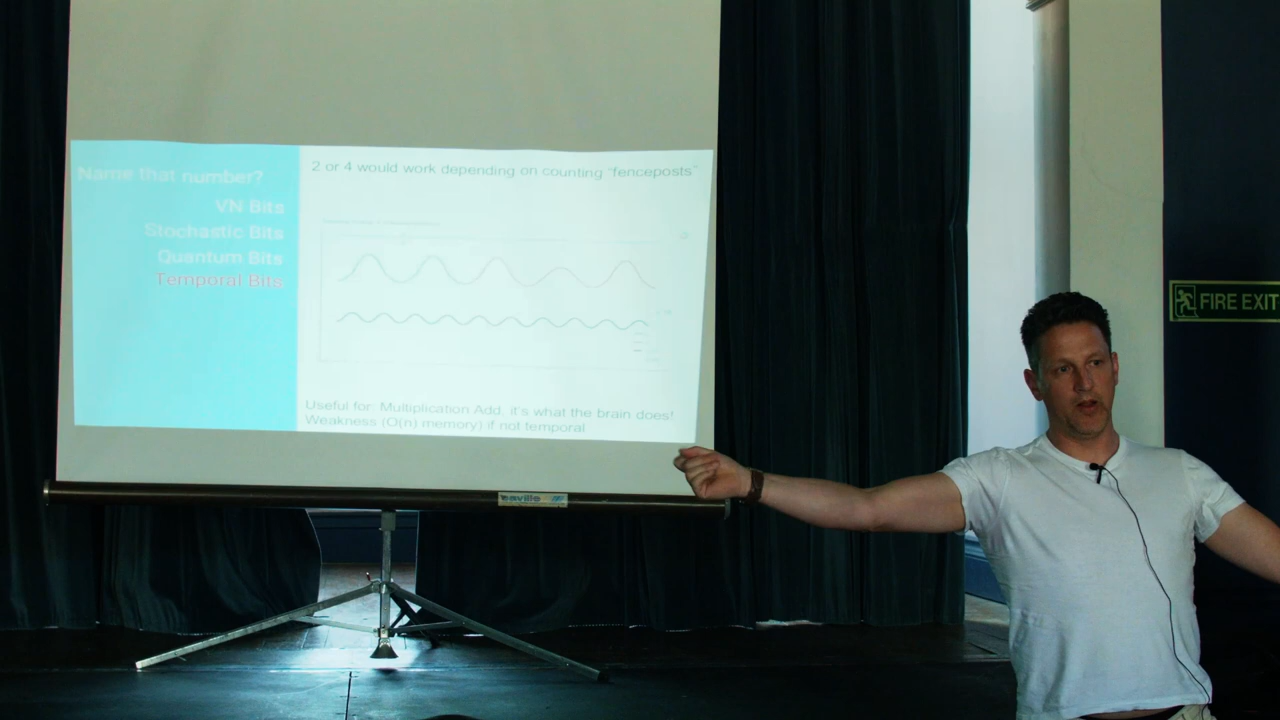 Name that number?
VN Bits
Stochastic Bits
Quantum Bits
Temporal Bits
2 or 4 would work depending on counting "fenceposts"
Useful for: Multiplication Add, it's what the brain does!
Weakness (O(n) memory) if not temporal
FIRE EXIT